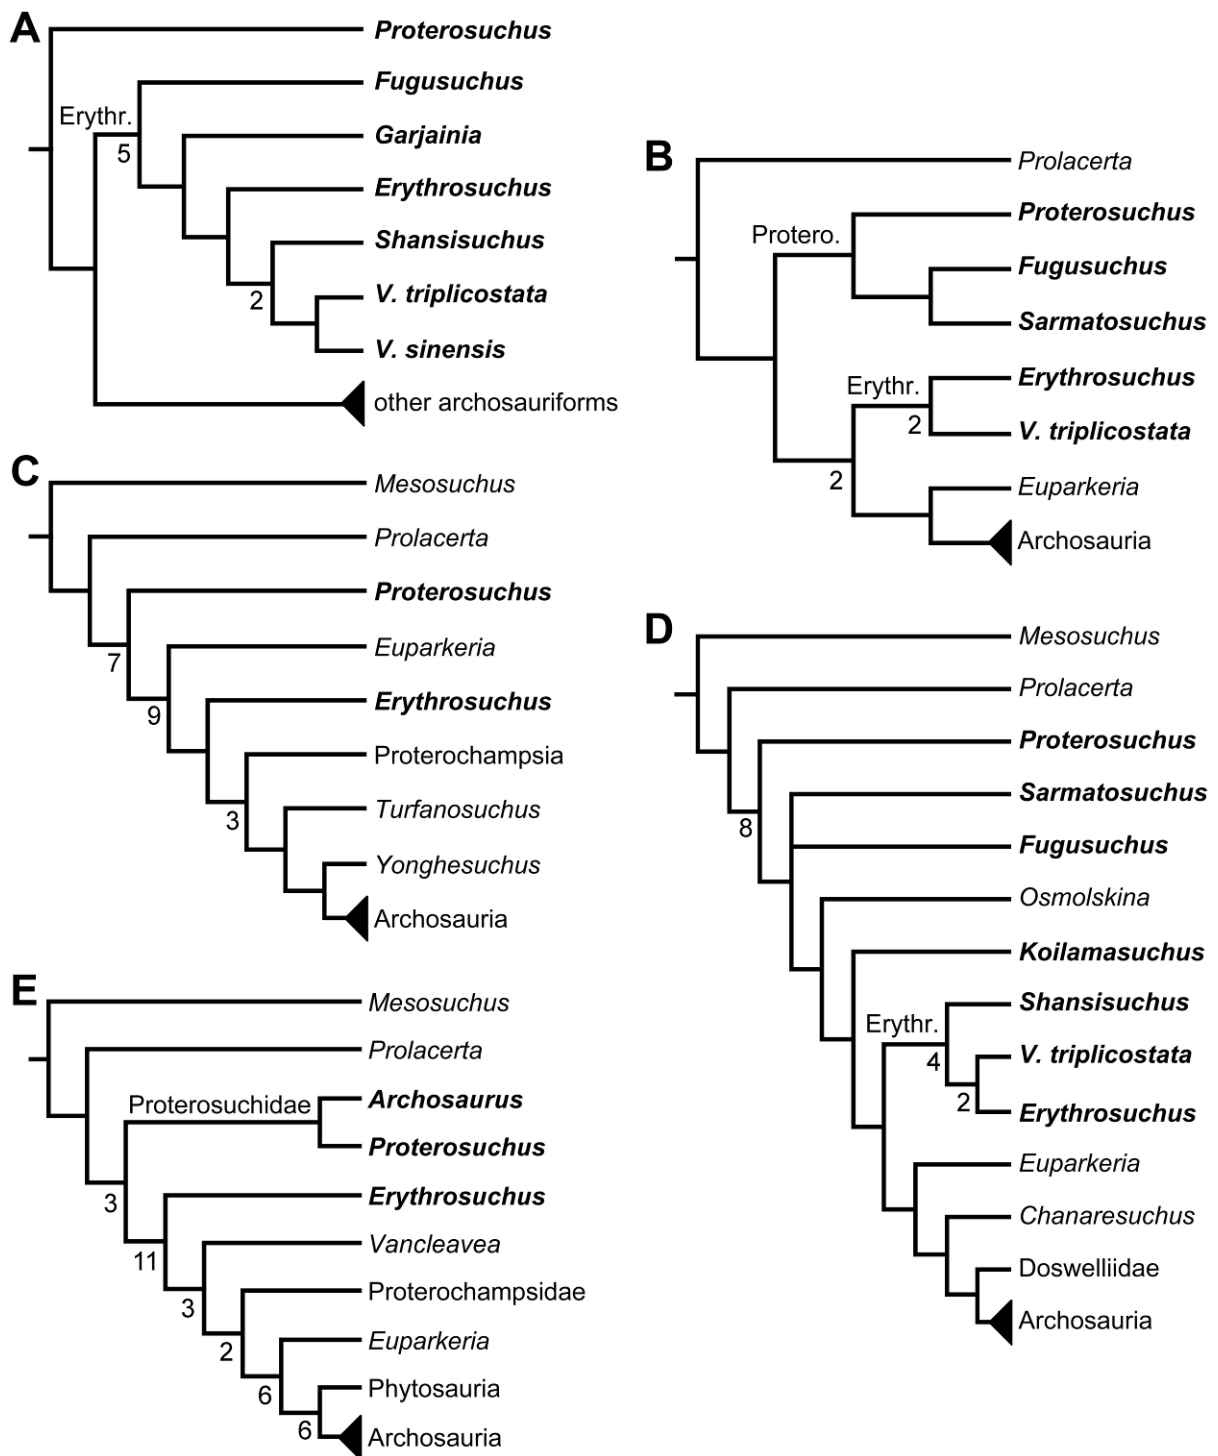 A
Proterosuchus
Fugusuchus
Erythr.
5
Garjainia
Erythrosuchus
Shansisuchus
2
V. triplicostata
V. sinensis
other archosauriforms
B
Prolacerta
Proterosuchus
Protero.
Fugusuchus
Sarmatosuchus
Erythrosuchus
Erythr.
2
V. triplicostata
2
Euparkeria
Archosauria
C
Mesosuchus
Prolacerta
Proterosuchus
7
Euparkeria
9
Erythrosuchus
Proterochampsia
3
Turfanosuchus
Yonghesuchus
Archosauria
D
Mesosuchus
Prolacerta
Proterosuchus
8
Sarmatosuchus
Fugusuchus
Osmolskina
Koilamasuchus
Shansisuchus
Erythr.
4
V. triplicostata
2
Erythrosuchus
Euparkeria
Chanaresuchus
Doswelliidae
Archosauria
E
Mesosuchus
Prolacerta
Proterosuchidae
Archosaurus
Proterosuchus
3
Erythrosuchus
11
Vancleavea
3
Proterochampsidae
2
Euparkeria
6
Phytosauria
6
Archosauria